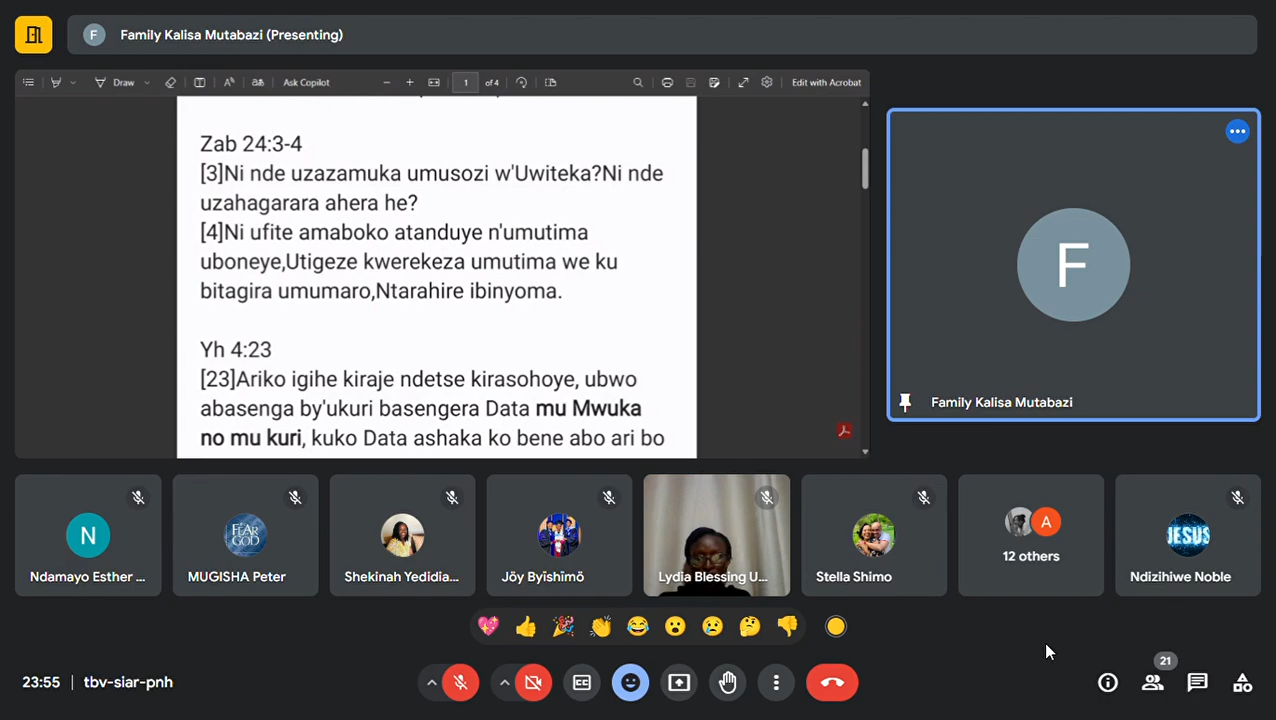 F
Family Kalisa Mutabazi (Presenting)
Draw
Ask Copilot
1
of 4
Edit with Acrobat
Zab 24:3-4
[3]Ni nde uzazamuka umusozi w'Uwiteka?Ni nde
uzahagarara ahera he?
[4]Ni ufite amaboko atanduye n'umutima
uboneye,Utigeze kwerekeza umutima we ku
bitagira umumaro,Ntarahire ibinyoma.
Yh 4:23
[23]Ariko igihe kiraje ndetse kirasohoye, ubwo
abasenga by'ukuri basengera Data mu Mwuka
no mu kuri, kuko Data ashaka ko bene abo ari bo
F
Family Kalisa Mutabazi
N
Ndamayo Esther ...
FEAR
GOD
MUGISHA Peter
Shekinah Yedidia...
Jöy Byīshīmö
Lydia Blessing U...
Stella Shimo
A
12 others
JESUS
Ndizihiwe Noble
23:55 | tbv-siar-pnh
21